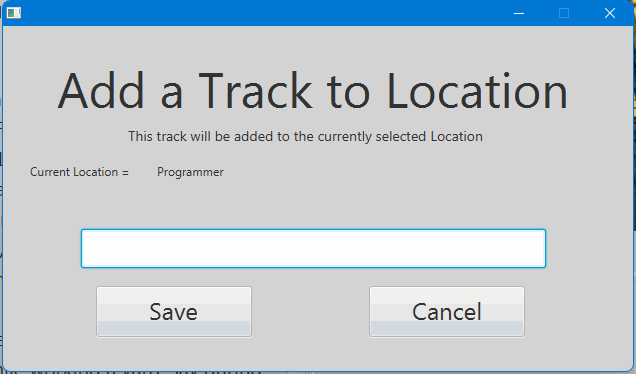 Add a Track to Location
This track will be added to the currently selected Location
Current Location = Programmer
Save Cancel